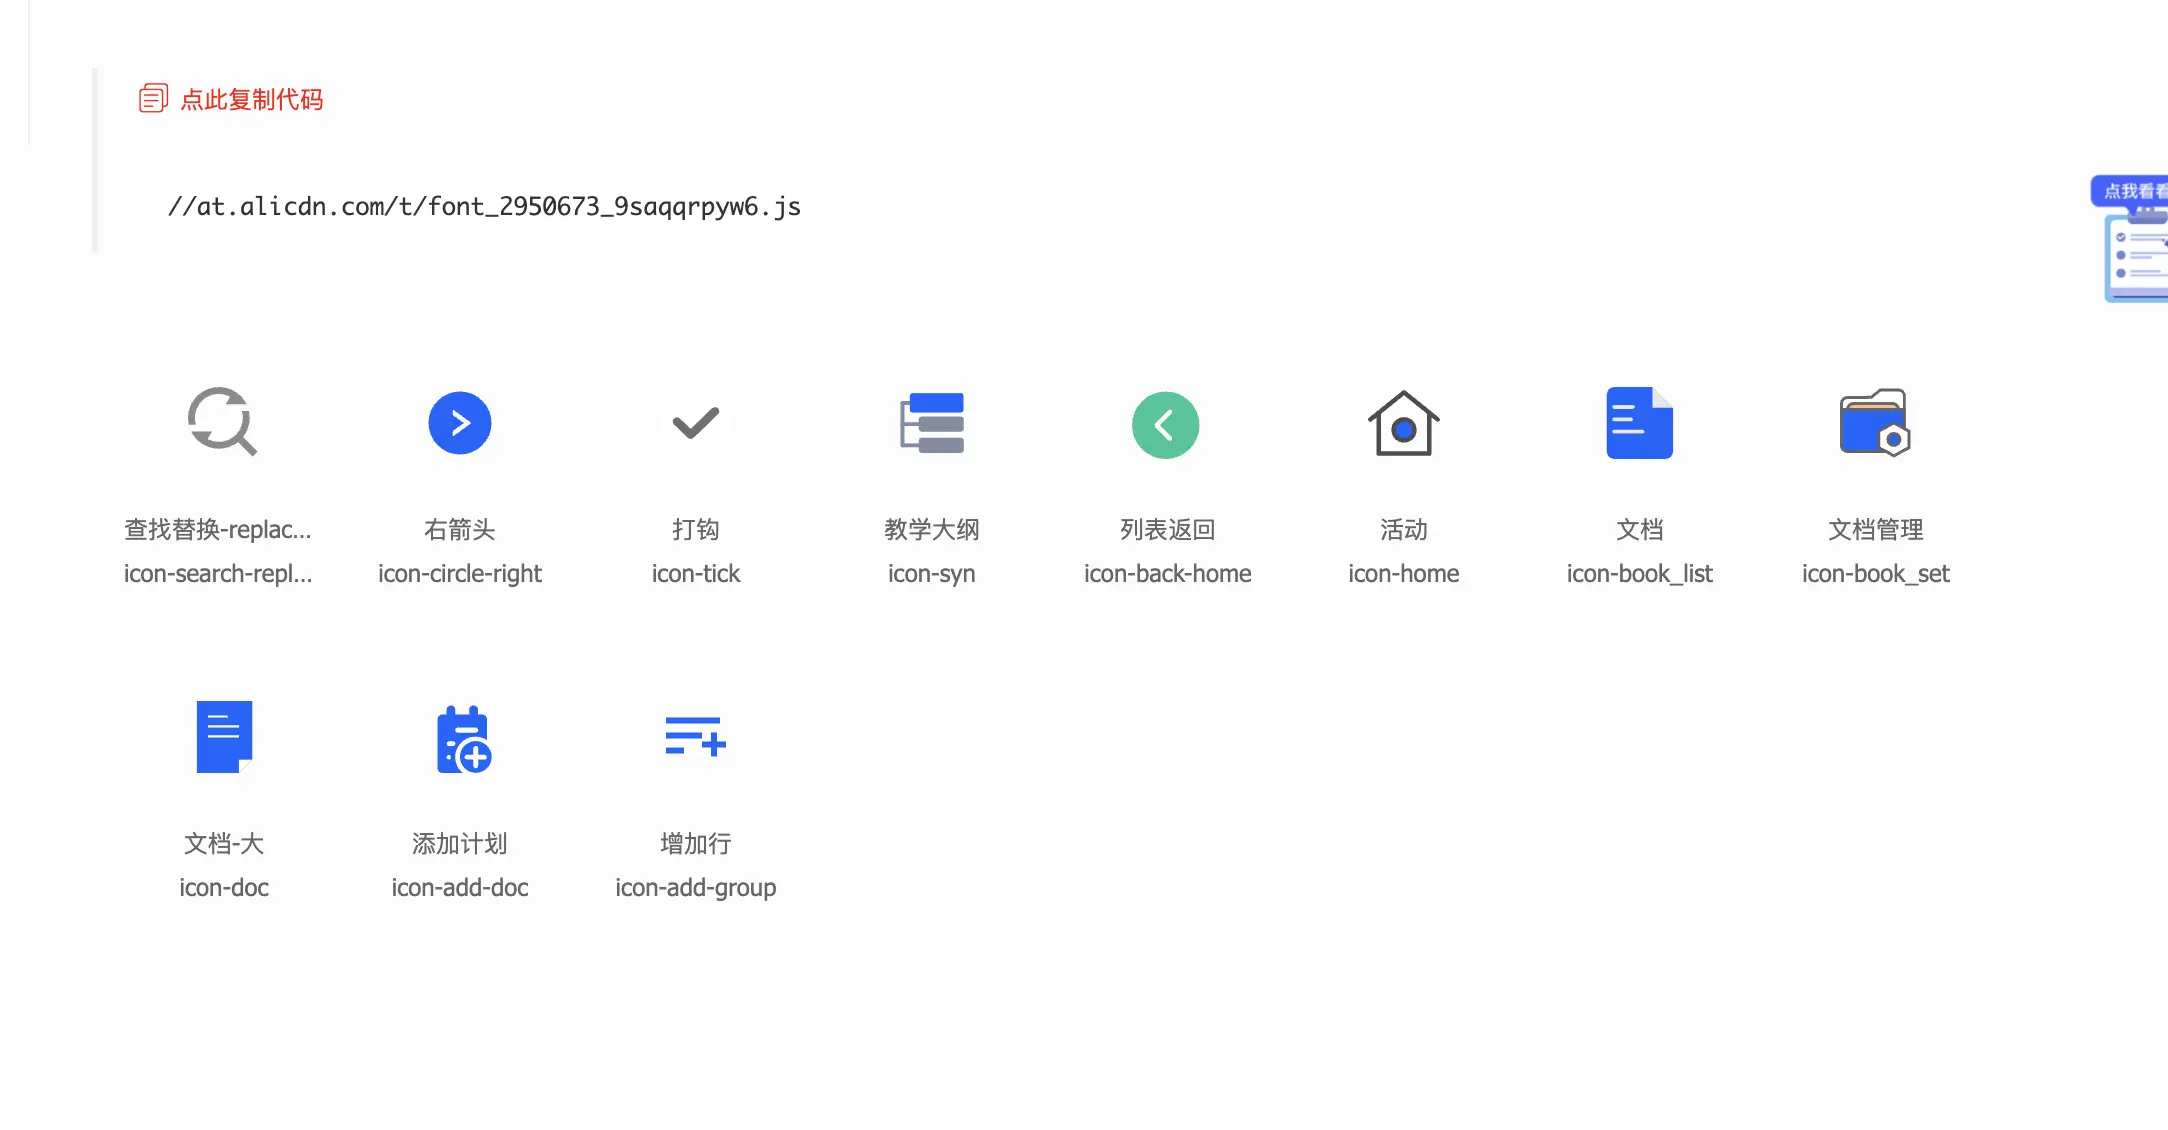 点此复制代码
//at.alicdn.com/t/font_2950673_9saqqrpyw6.js
点我看看
查找替换-replac...
右箭头
打钩
教学大纲
列表返回
活动
文档
文档管理
icon-search-repl...
icon-circle-right
icon-tick
icon-syn
icon-back-home
icon-home
icon-book_list
icon-book_set
文档-大
添加计划
增加行
icon-doc
icon-add-doc
icon-add-group